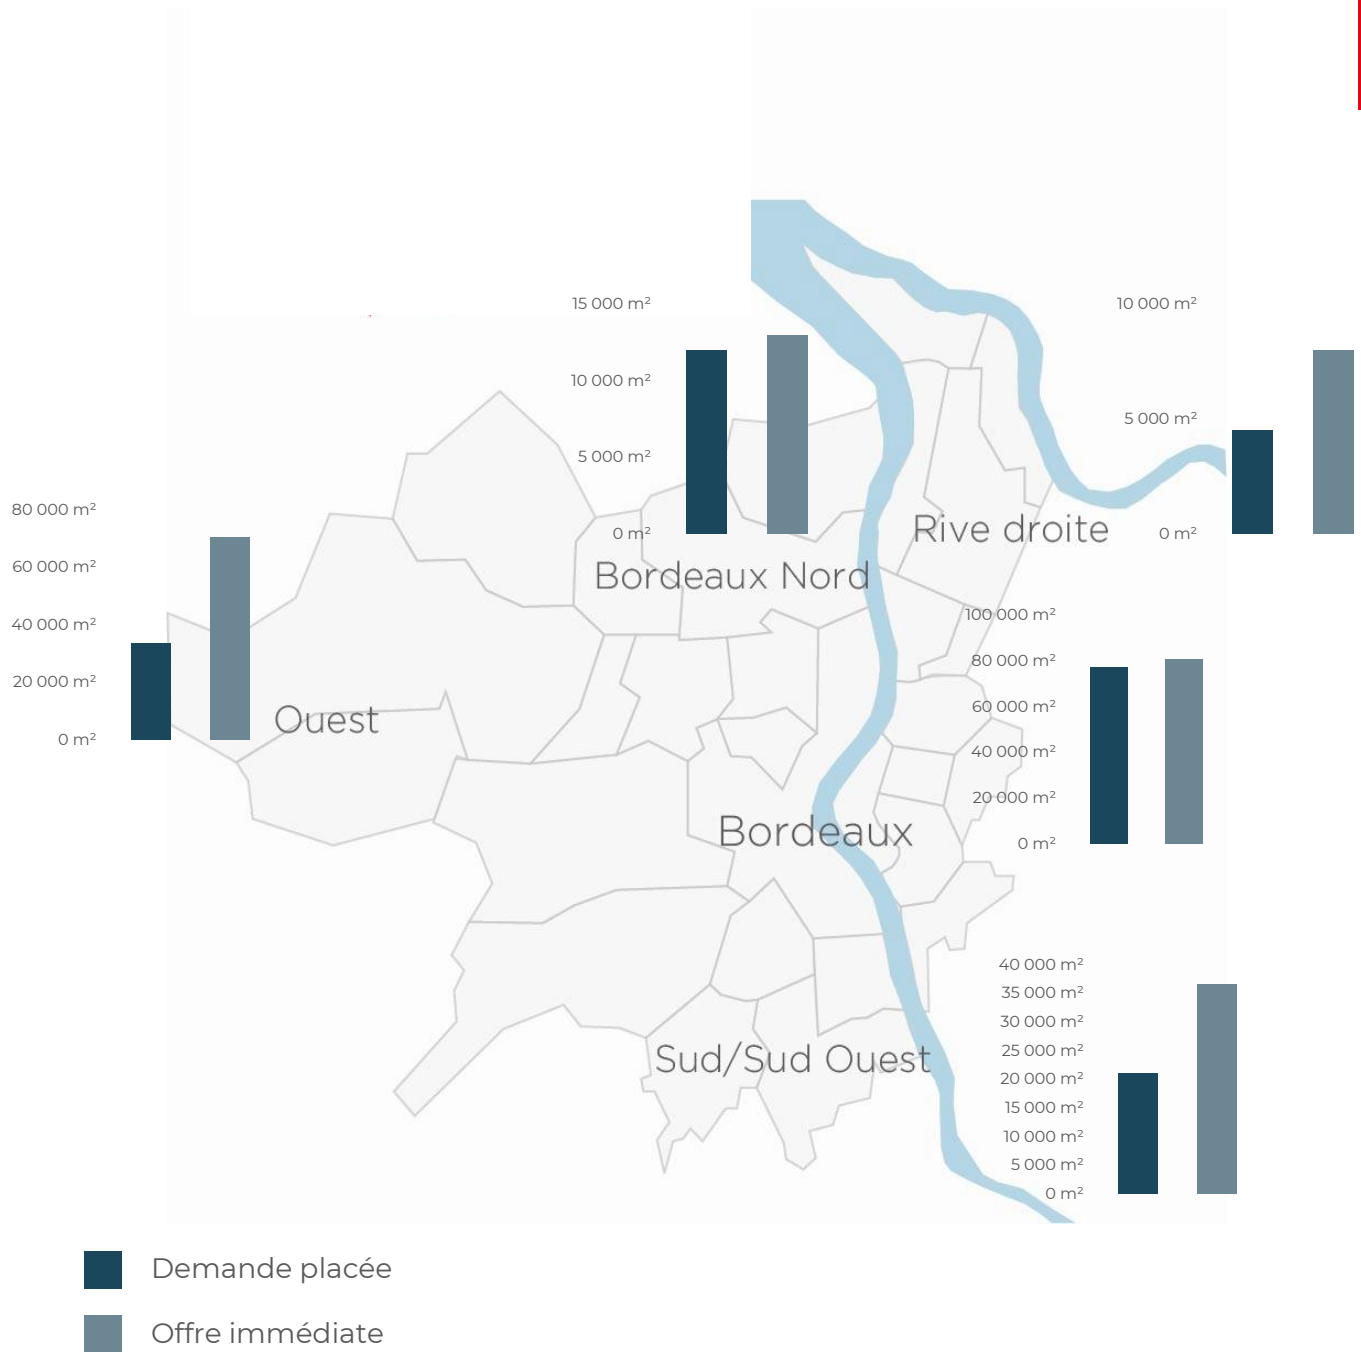 15 000 m²
10 000 m²
5 000 m²
0 m²
10 000 m²
5 000 m²
0 m²
80 000 m²
60 000 m²
40 000 m²
20 000 m²
0 m²
Rive droite
Bordeaux Nord
Ouest
100 000 m²
80 000 m²
60 000 m²
40 000 m²
20 000 m²
0 m²
Bordeaux
40 000 m²
35 000 m²
30 000 m²
25 000 m²
20 000 m²
15 000 m²
10 000 m²
5 000 m²
0 m²
Sud/Sud Ouest
Demande placée
Offre immédiate